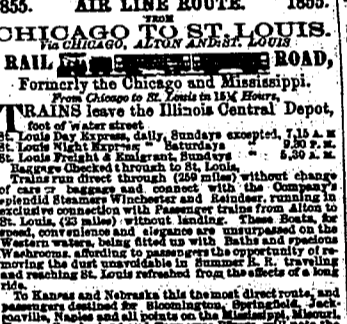 1855. AIR LINE ROUTE. 1855.
FROM
CHICAGO TO ST. LOUIS.
Via CHICAGO, ALTON AND ST. LOUIS
RAIL ROAD,
Formerly the Chicago and Mississippi.
From Chicago to St. Louis in 15½ Hours,
TRAINS leave the Illinois Central Depot,
foot of Water street
St. Louis Day Express, daily, Sundays excepted, 7,15 A. M
St. Louis Night Express, " Saturdays " 9.30 P. M.
St. Louis Freight & Emigrant, Sundays " 5,30 A. M.
Baggage Checked through to St. Louis,
Trains run direct through (259 miles) without change
of cars or baggage and connect with the Company's
splendid Steamers Winchester and Reindeer, running in
exclusive connection with Passenger trains from Alton to
St. Louis, (23 miles) without landing. These Boats, for
speed, convenience and elegance are unsurpassed on the
Western waters, being fitted up with Baths and spacious
Washrooms, affording to passengers the opportunity of re-
moving the dust unavoidable in Summer R. R. traveling
and reaching St. Louis refreshed from the effects of a long
ride.
To Kansas and Nebraska this the most direct route, and
passengers destined for Bloomington, Springfield, Jack-
sonville, Naples and all points on the Mississippi, Missouri,